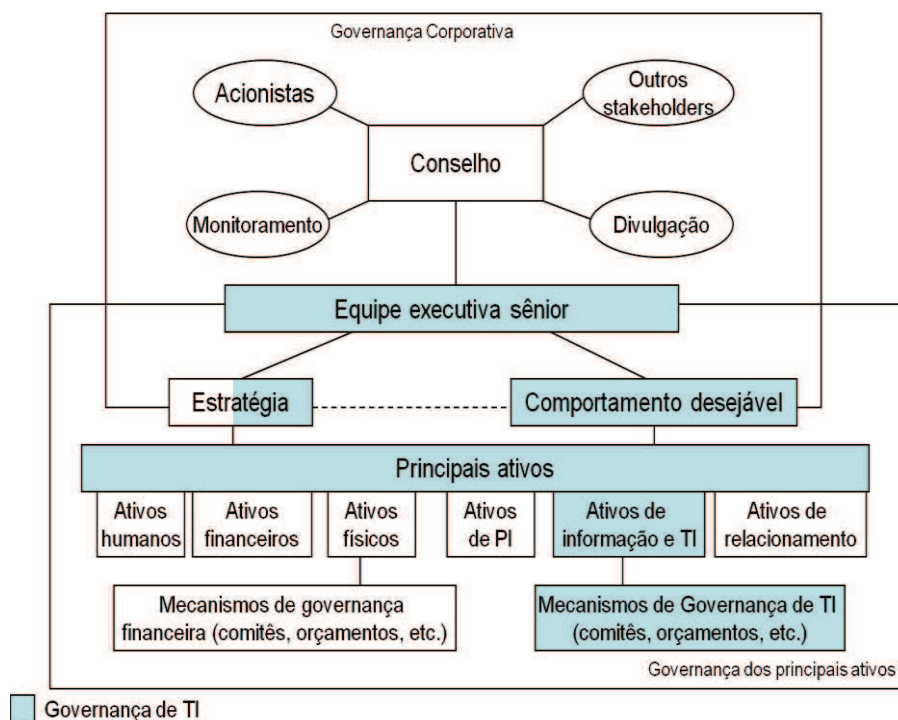 Governança Corporativa
Acionistas
Outros
stakeholders
Conselho
Monitoramento
Divulgação
Equipe executiva sênior
Estratégia
Comportamento desejável
Principais ativos
Ativos
humanos
Ativos
financeiros
Ativos
físicos
Ativos
de PI
Ativos de
informação e TI
Ativos de
relacionamento
Mecanismos de governança
financeira (comitês, orçamentos, etc.)
Mecanismos de Governança de TI
(comitês, orçamentos, etc.)
Governança dos principais ativos
Governança de TI